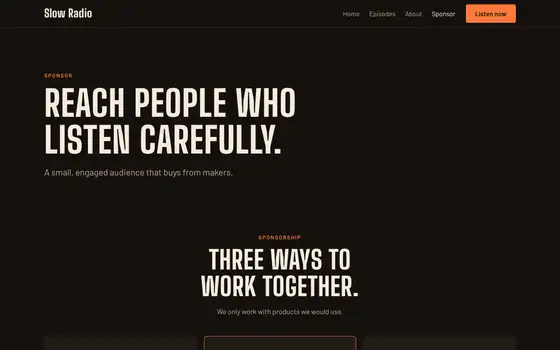 Slow Radio
Home Episodes About Sponsor Listen now
SPONSOR
REACH PEOPLE WHO
LISTEN CAREFULLY.
A small, engaged audience that buys from makers.
SPONSORSHIP
THREE WAYS TO
WORK TOGETHER.
We only work with products we would use.